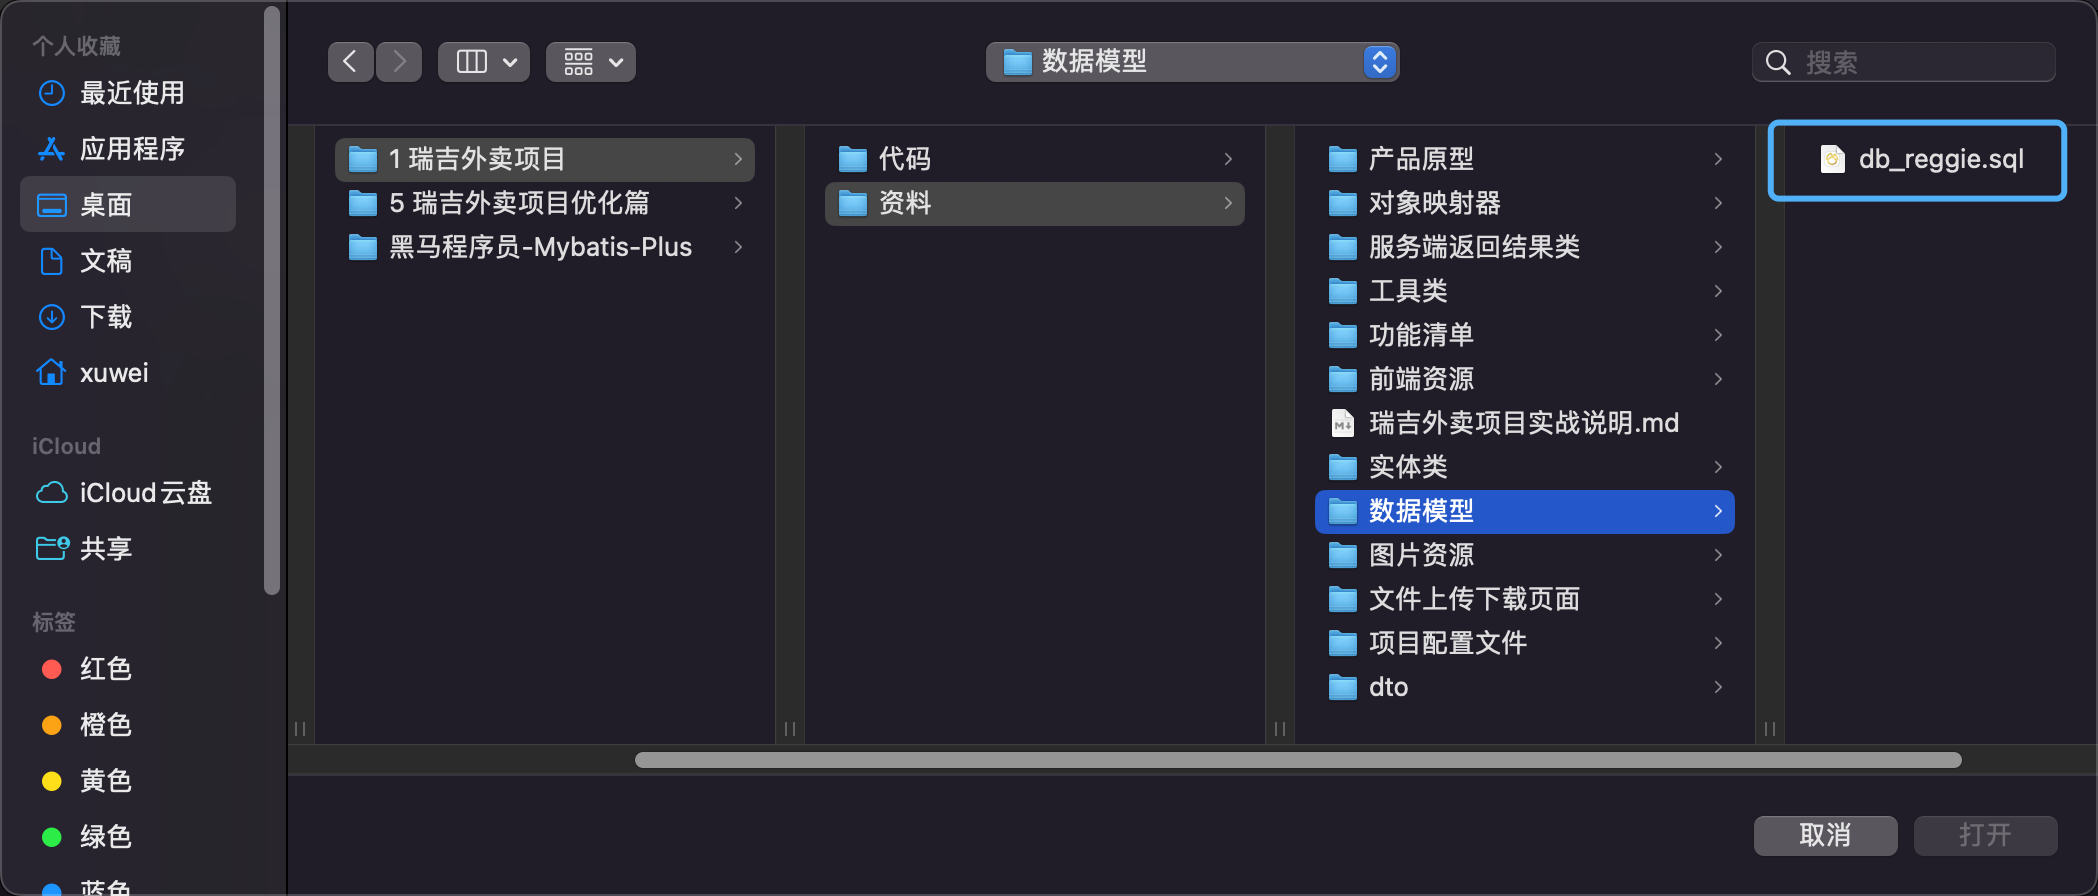 个人收藏
最近使用
应用程序
桌面
文稿
下载
xuwei
iCloud
iCloud云盘
共享
标签
红色
橙色
黄色
绿色
蓝色
数据模型
搜索
1 瑞吉外卖项目
5 瑞吉外卖项目优化篇
黑马程序员-Mybatis-Plus
代码
资料
产品原型
对象映射器
服务端返回结果类
工具类
功能清单
前端资源
瑞吉外卖项目实战说明.md
实体类
数据模型
图片资源
文件上传下载页面
项目配置文件
dto
db_reggie.sql
取消
打开